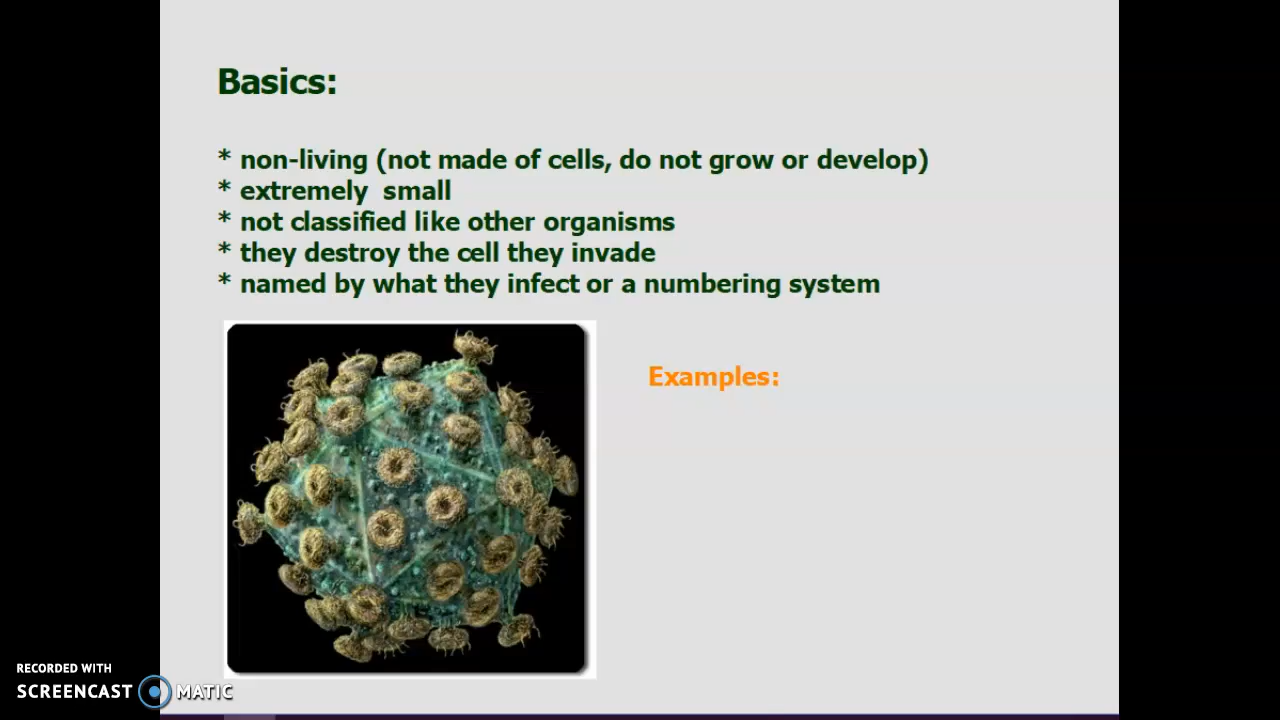 Basics:
* non-living (not made of cells, do not grow or develop)
* extremely  small
* not classified like other organisms
* they destroy the cell they invade
* named by what they infect or a numbering system
Examples:
RECORDED WITH
SCREENCAST MATIC